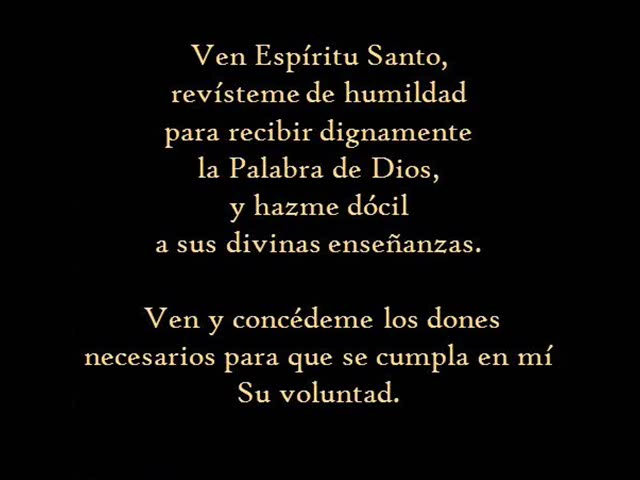 Ven Espíritu Santo,
revísteme de humildad
para recibir dignamente
la Palabra de Dios,
y hazme dócil
a sus divinas enseñanzas.
Ven y concédeme los dones
necesarios para que se cumpla en mí
Su voluntad.